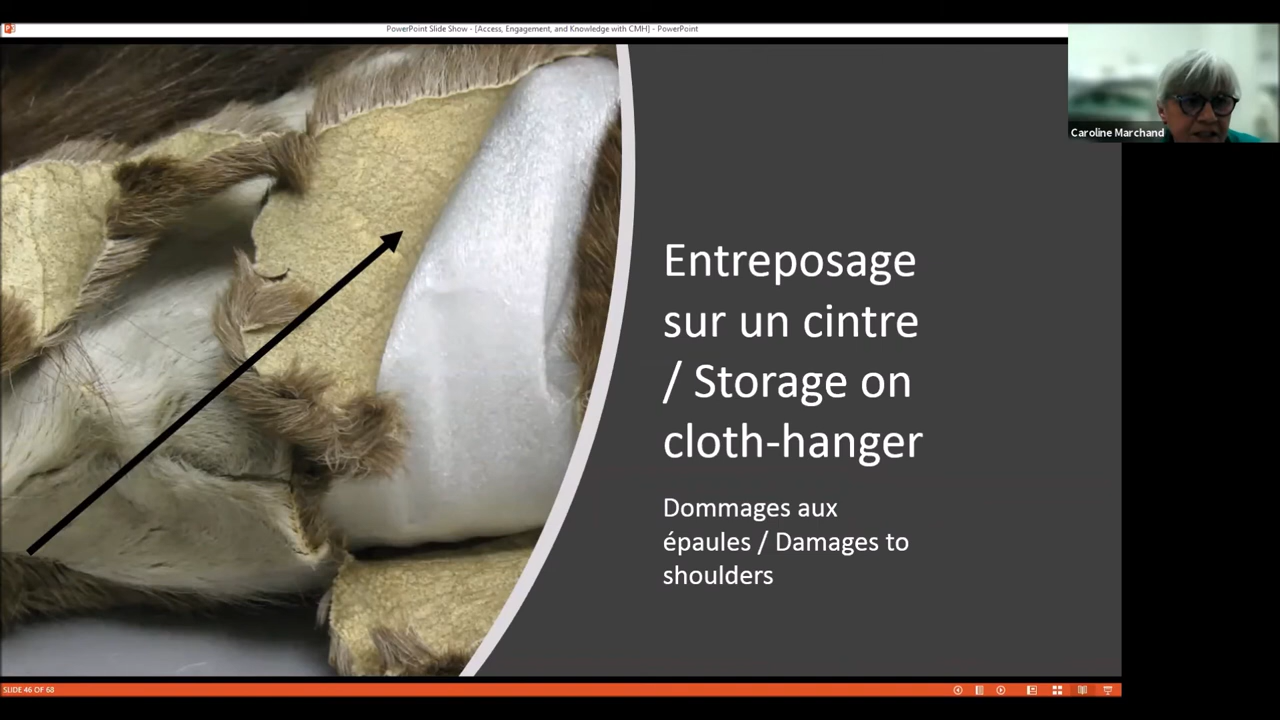 PowerPoint Slide Show - [Access, Engagement, and Knowledge with CMH] - PowerPoint
Caroline Marchand
Entreposage
sur un cintre
/ Storage on
cloth-hanger
Dommages aux
épaules / Damages to
shoulders
SLIDE 46 OF 68